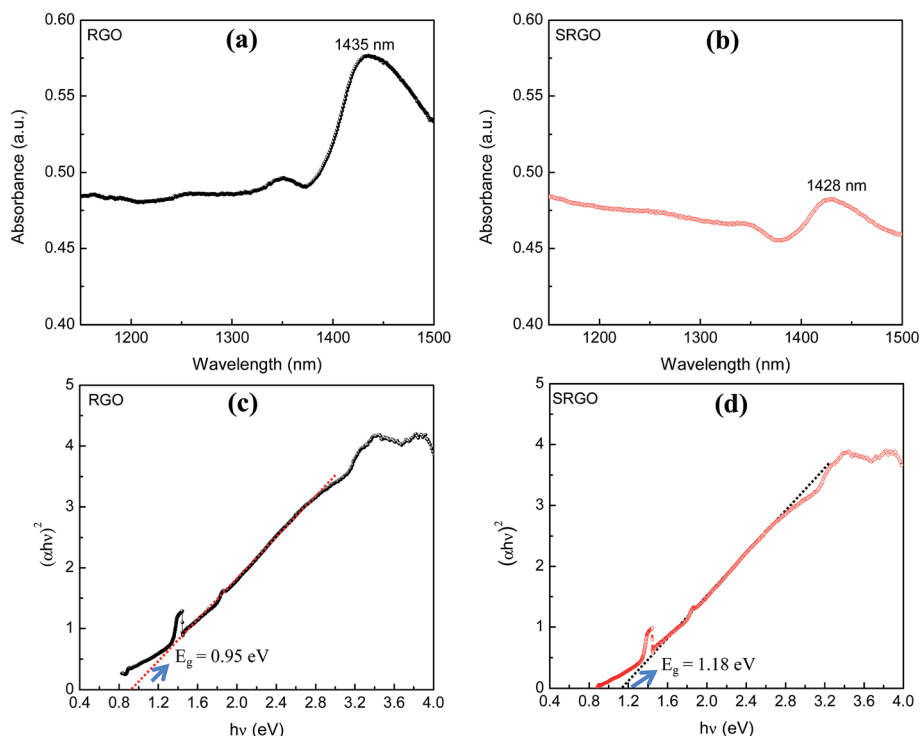 RGO
(a)
1435 nm
0.60
0.55
0.50
0.45
0.40
Absorbance (a.u.)
1200
1300
1400
1500
Wavelength (nm)
SRGO
(b)
1428 nm
0.60
0.55
0.50
0.45
0.40
Absorbance (a.u.)
1200
1300
1400
1500
Wavelength (nm)
RGO
(c)
5
4
3
2
1
0
(αhν)²
E_g = 0.95 eV
0.4
0.8
1.2
1.6
2.0
2.4
2.8
3.2
3.6
4.0
hν (eV)
SRGO
(d)
5
4
3
2
1
0
(αhν)²
E_g = 1.18 eV
0.4
0.8
1.2
1.6
2.0
2.4
2.8
3.2
3.6
4.0
hν (eV)